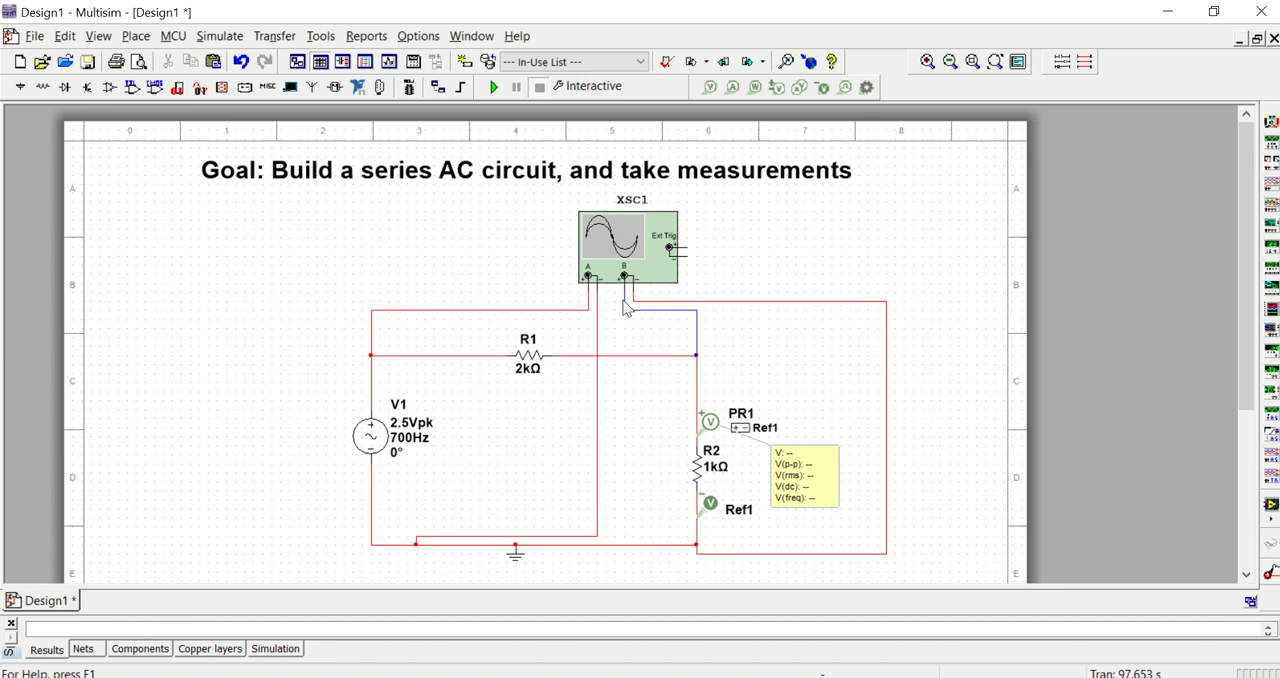 Design1 - Multisim - [Design1 *]
File Edit View Place MCU Simulate Transfer Tools Reports Options Window Help
--- In-Use List ---
MISC Interactive
0 1 2 3 4 5 6 7 8
Goal: Build a series AC circuit, and take measurements
A A
XSC1
Ext Trig
+
-
A B
+ - + -
B B
R1
2kΩ
C C
V1
2.5Vpk
700Hz
0°
PR1
+ - Ref1
V
R2
1kΩ
V: --
V(p-p): --
V(rms): --
V(dc): --
V(freq): --
D D
V Ref1
E E
Design1 *
Results Nets Components Copper layers Simulation
For Help, press F1 - Tran: 97.653 s